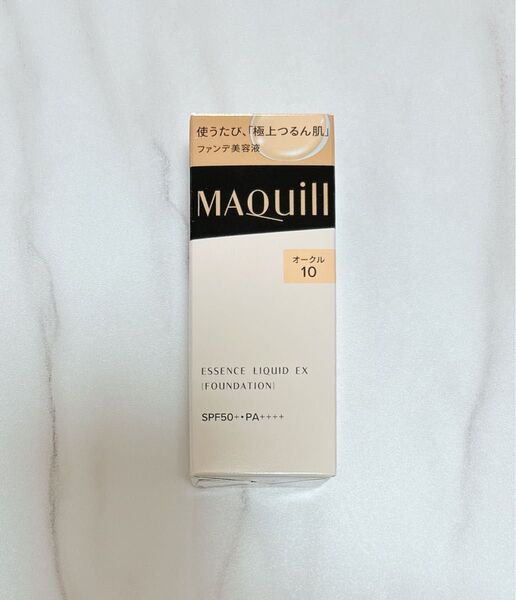 使うたび、「極上つるん肌」
ファンデ美容液
MAQuill
オークル
10
ESSENCE LIQUID EX
(FOUNDATION)
SPF50+・PA++++